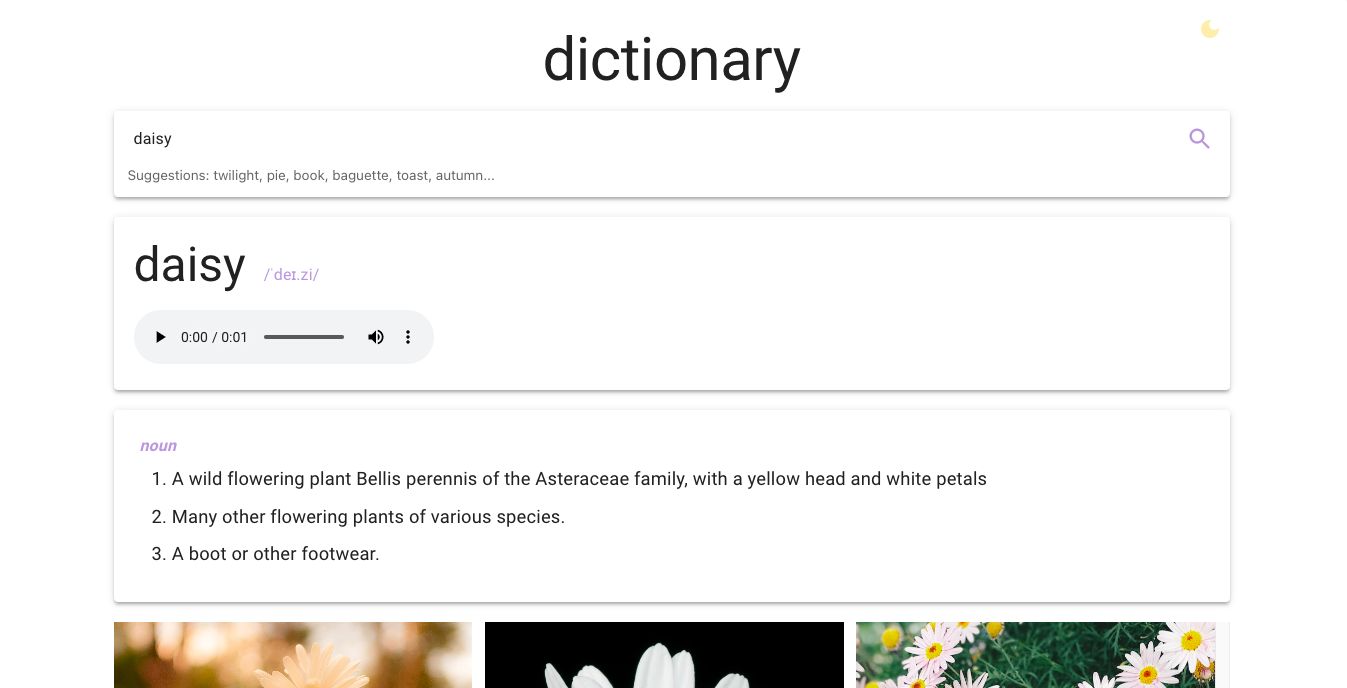 dictionary
daisy
Suggestions: twilight, pie, book, baguette, toast, autumn...
daisy /ˈdeɪ.zi/
0:00 / 0:01
noun
1. A wild flowering plant Bellis perennis of the Asteraceae family, with a yellow head and white petals
2. Many other flowering plants of various species.
3. A boot or other footwear.